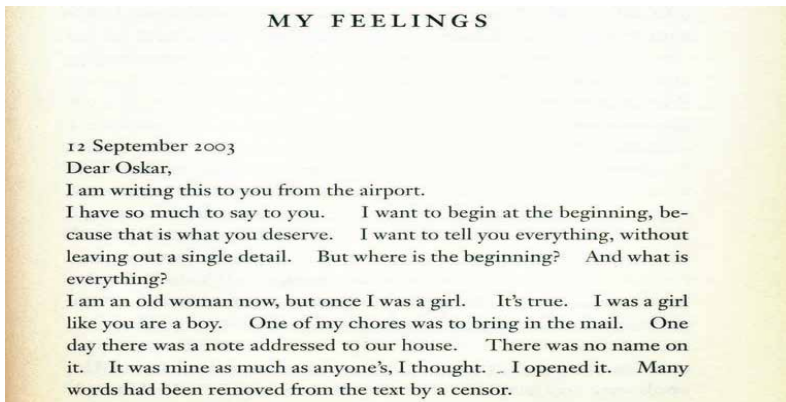 MY FEELINGS
12 September 2003
Dear Oskar,
I am writing this to you from the airport.
I have so much to say to you. I want to begin at the beginning, be-
cause that is what you deserve. I want to tell you everything, without
leaving out a single detail. But where is the beginning? And what is
everything?
I am an old woman now, but once I was a girl. It's true. I was a girl
like you are a boy. One of my chores was to bring in the mail. One
day there was a note addressed to our house. There was no name on
it. It was mine as much as anyone's, I thought. I opened it. Many
words had been removed from the text by a censor.